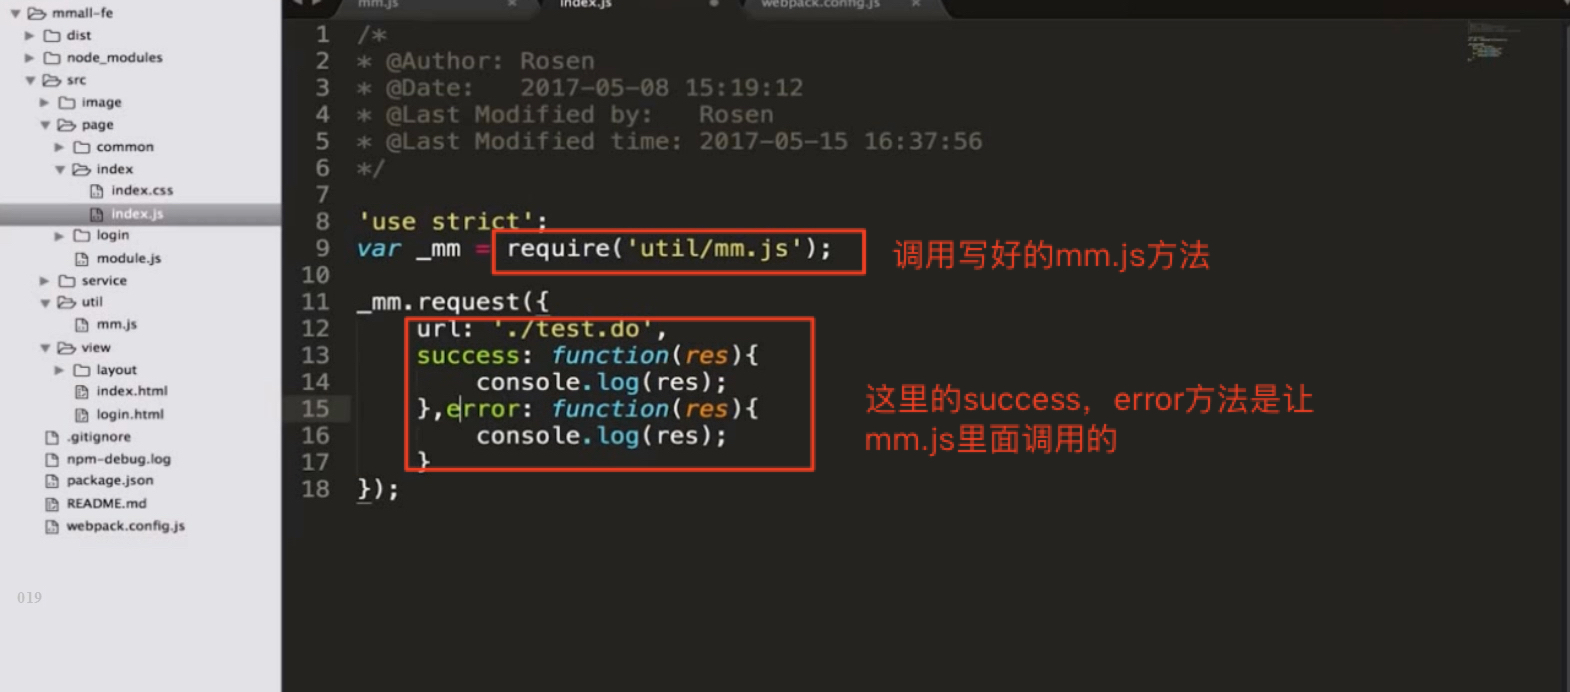 mmall-fe
dist
node_modules
src
image
page
common
index
index.css
index.js
login
module.js
service
util
mm.js
view
layout
index.html
login.html
.gitignore
npm-debug.log
package.json
README.md
webpack.config.js
019
mm.js
index.js
webpack.config.js
1 /*
2 * @Author: Rosen
3 * @Date:   2017-05-08 15:19:12
4 * @Last Modified by:   Rosen
5 * @Last Modified time: 2017-05-15 16:37:56
6 */
7
8 'use strict';
9 var _mm = require('util/mm.js');
调用写好的mm.js方法
10
11 _mm.request({
12     url: './test.do',
13     success: function(res){
14         console.log(res);
15     },error: function(res){
16         console.log(res);
17     }
18 });
这里的success，error方法是让
mm.js里面调用的